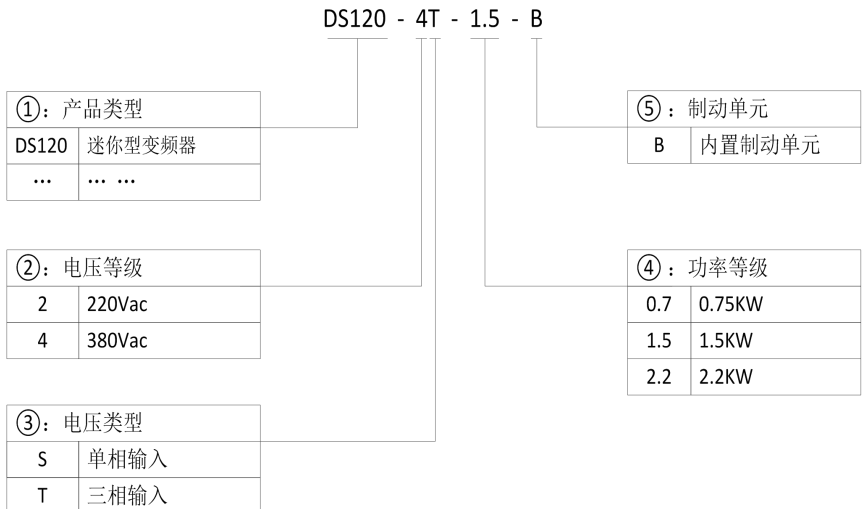 DS120 - 4T - 1.5 - B
①：产品类型
DS120 迷你型变频器
… … …
②：电压等级
2 220Vac
4 380Vac
③：电压类型
S 单相输入
T 三相输入
⑤：制动单元
B 内置制动单元
④：功率等级
0.7 0.75KW
1.5 1.5KW
2.2 2.2KW